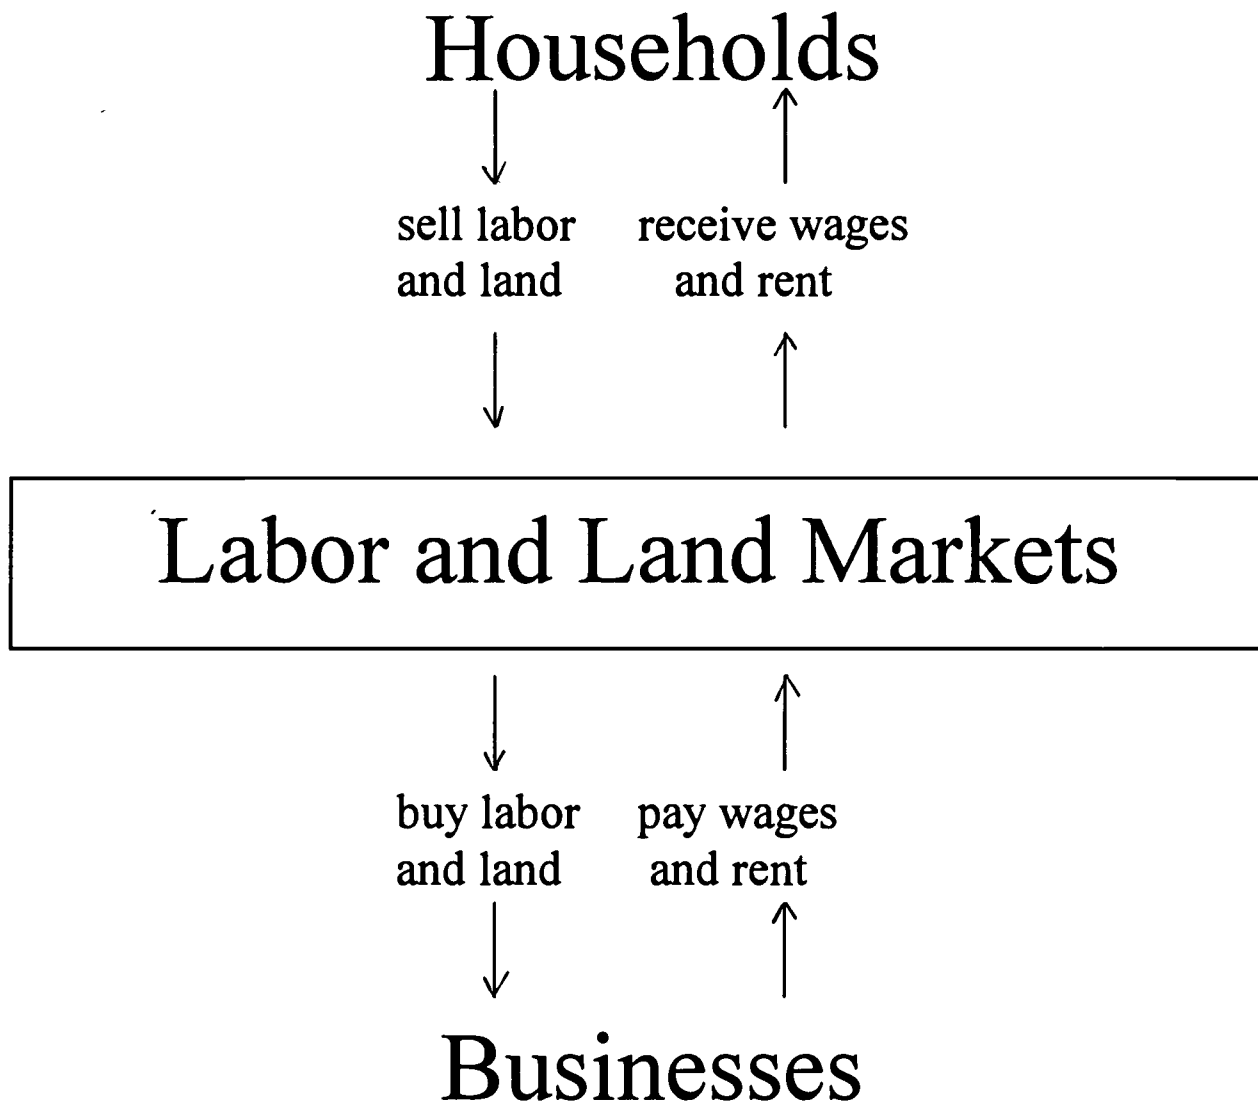 Households
sell labor
and land
receive wages
and rent
Labor and Land Markets
buy labor
and land
pay wages
and rent
Businesses